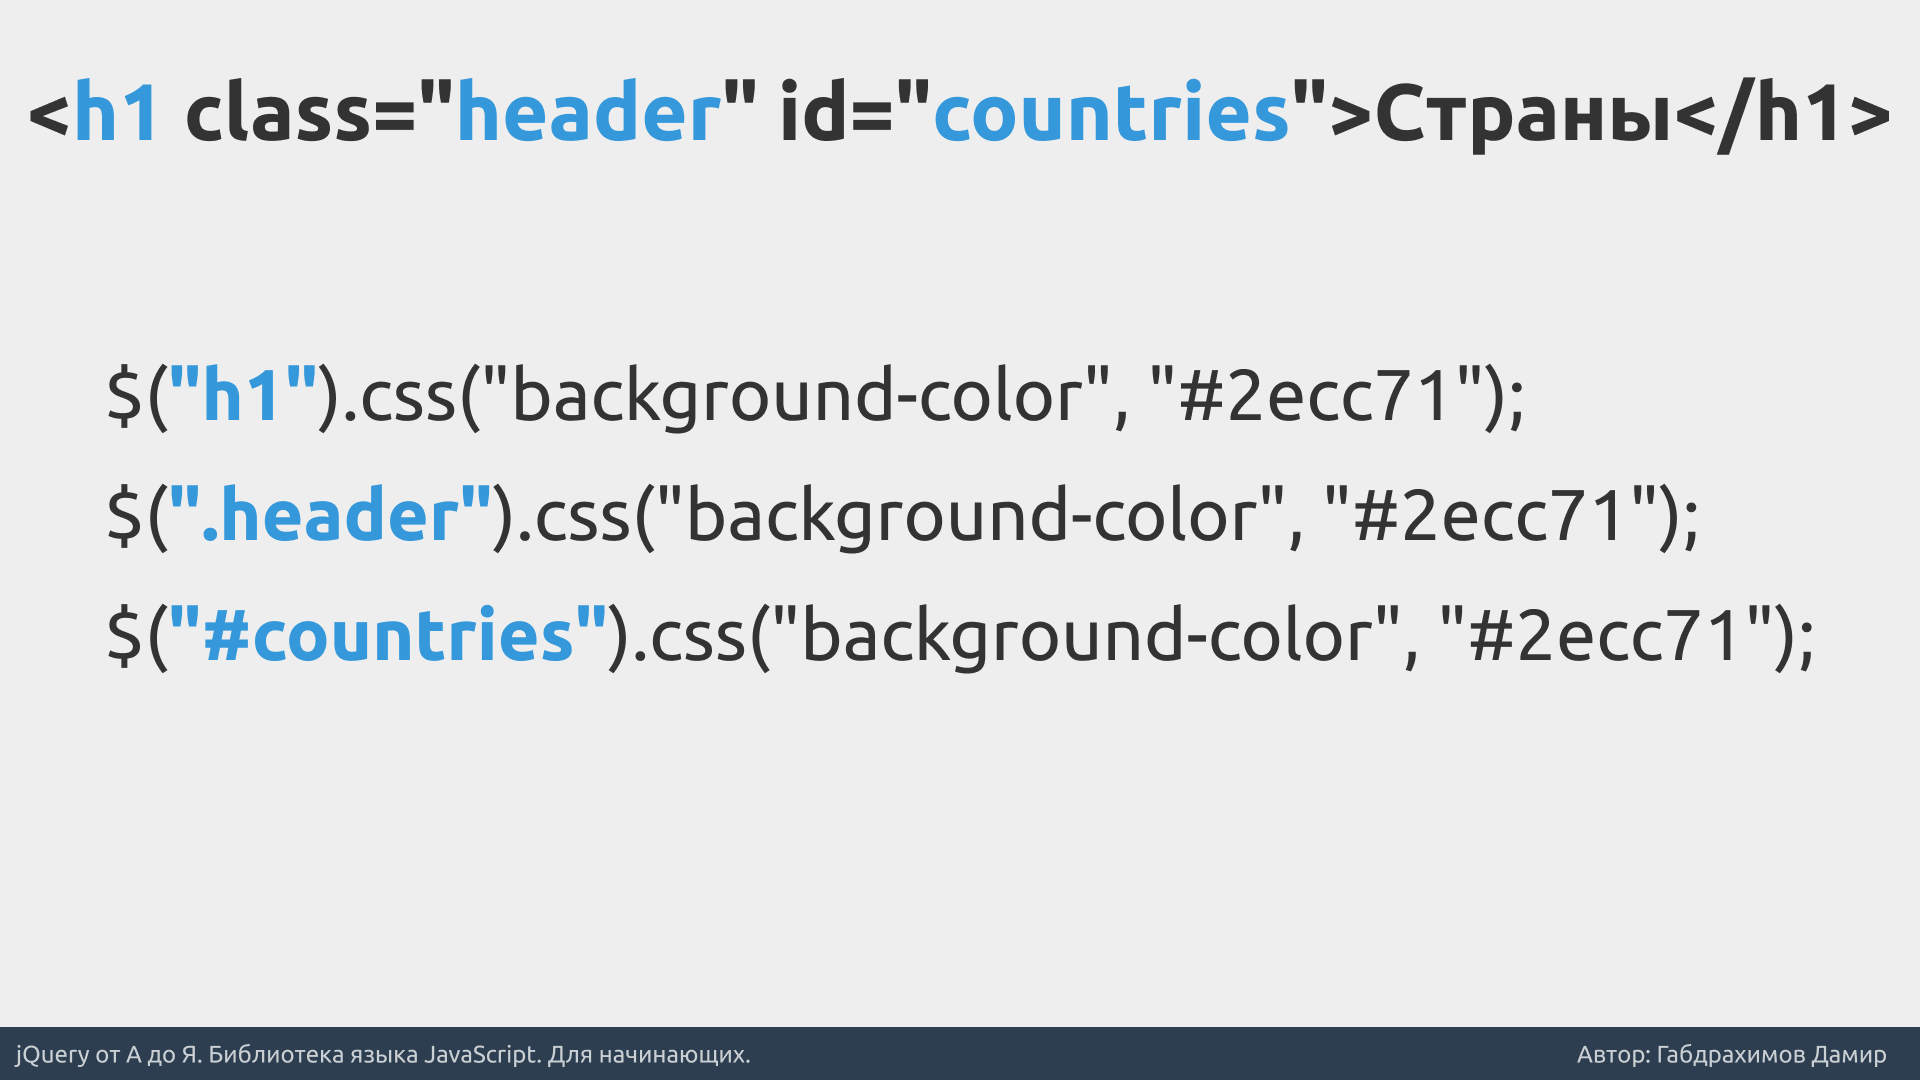 <h1 class="header" id="countries">Страны</h1>
$("h1").css("background-color", "#2ecc71");
$(".header").css("background-color", "#2ecc71");
$("#countries").css("background-color", "#2ecc71");
jQuery от А до Я. Библиотека языка JavaScript. Для начинающих.
Автор: Габдрахимов Дамир